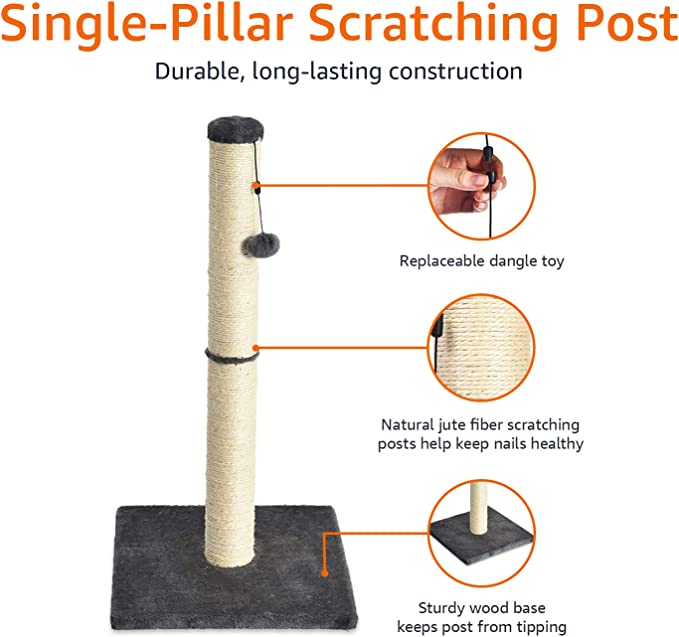 Single-Pillar Scratching Post
Durable, long-lasting construction
Replaceable dangle toy
Natural jute fiber scratching
posts help keep nails healthy
Sturdy wood base
keeps post from tipping